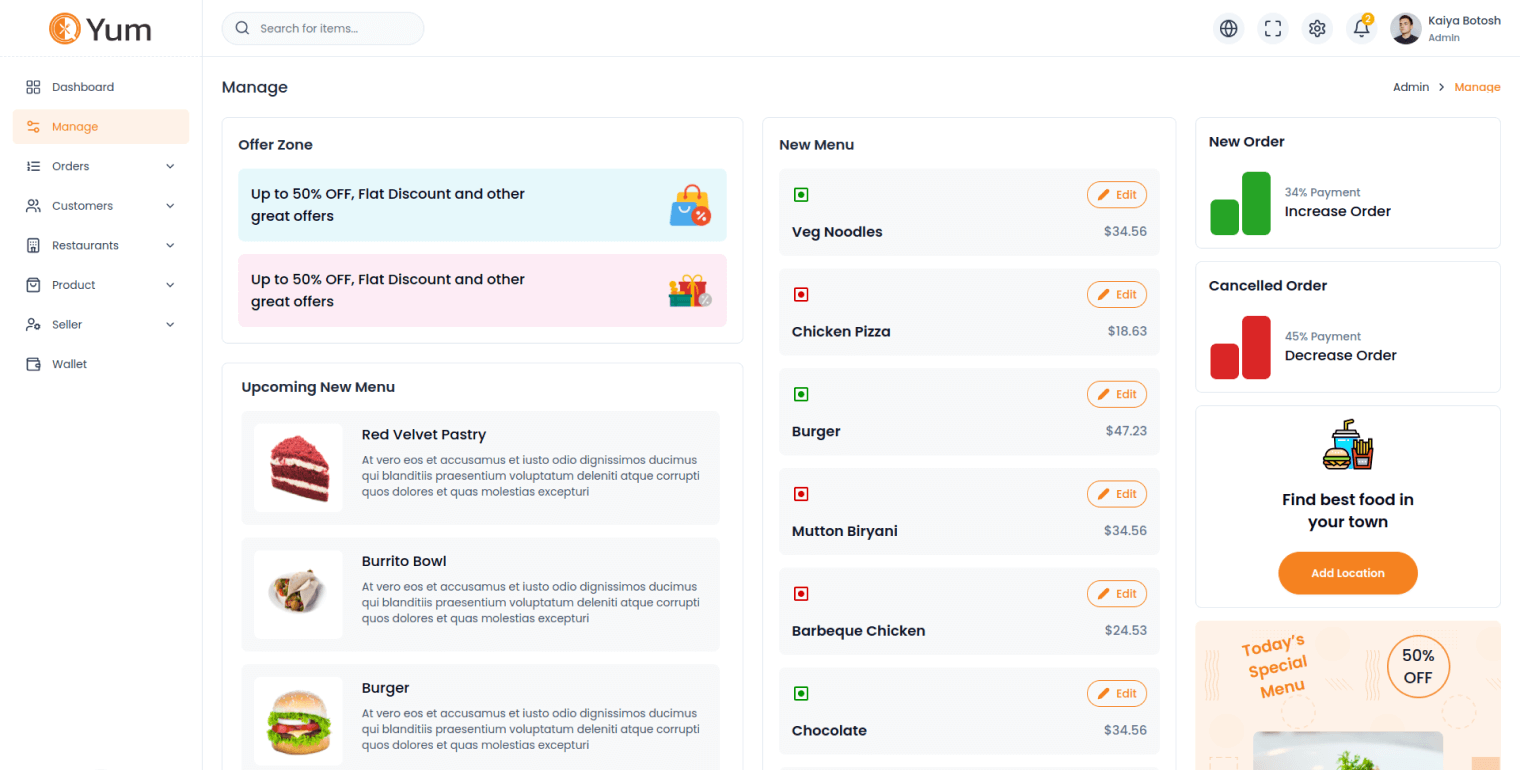 Yum
Search for items...
2
Kaiya Botosh
Admin
Dashboard
Manage
Orders
Customers
Restaurants
Product
Seller
Wallet
Manage
Admin > Manage
Offer Zone
Up to 50% OFF, Flat Discount and other
great offers
%
Up to 50% OFF, Flat Discount and other
great offers
%
Upcoming New Menu
Red Velvet Pastry
At vero eos et accusamus et iusto odio dignissimos ducimus
qui blanditiis praesentium voluptatum deleniti atque corrupti
quos dolores et quas molestias excepturi
Burrito Bowl
At vero eos et accusamus et iusto odio dignissimos ducimus
qui blanditiis praesentium voluptatum deleniti atque corrupti
quos dolores et quas molestias excepturi
Burger
At vero eos et accusamus et iusto odio dignissimos ducimus
qui blanditiis praesentium voluptatum deleniti atque corrupti
quos dolores et quas molestias excepturi
New Menu
Edit
Veg Noodles $34.56
Edit
Chicken Pizza $18.63
Edit
Burger $47.23
Edit
Mutton Biryani $34.56
Edit
Barbeque Chicken $24.53
Edit
Chocolate $34.56
New Order
34% Payment
Increase Order
Cancelled Order
45% Payment
Decrease Order
Find best food in
your town
Add Location
Today's
Special
Menu
50%
OFF